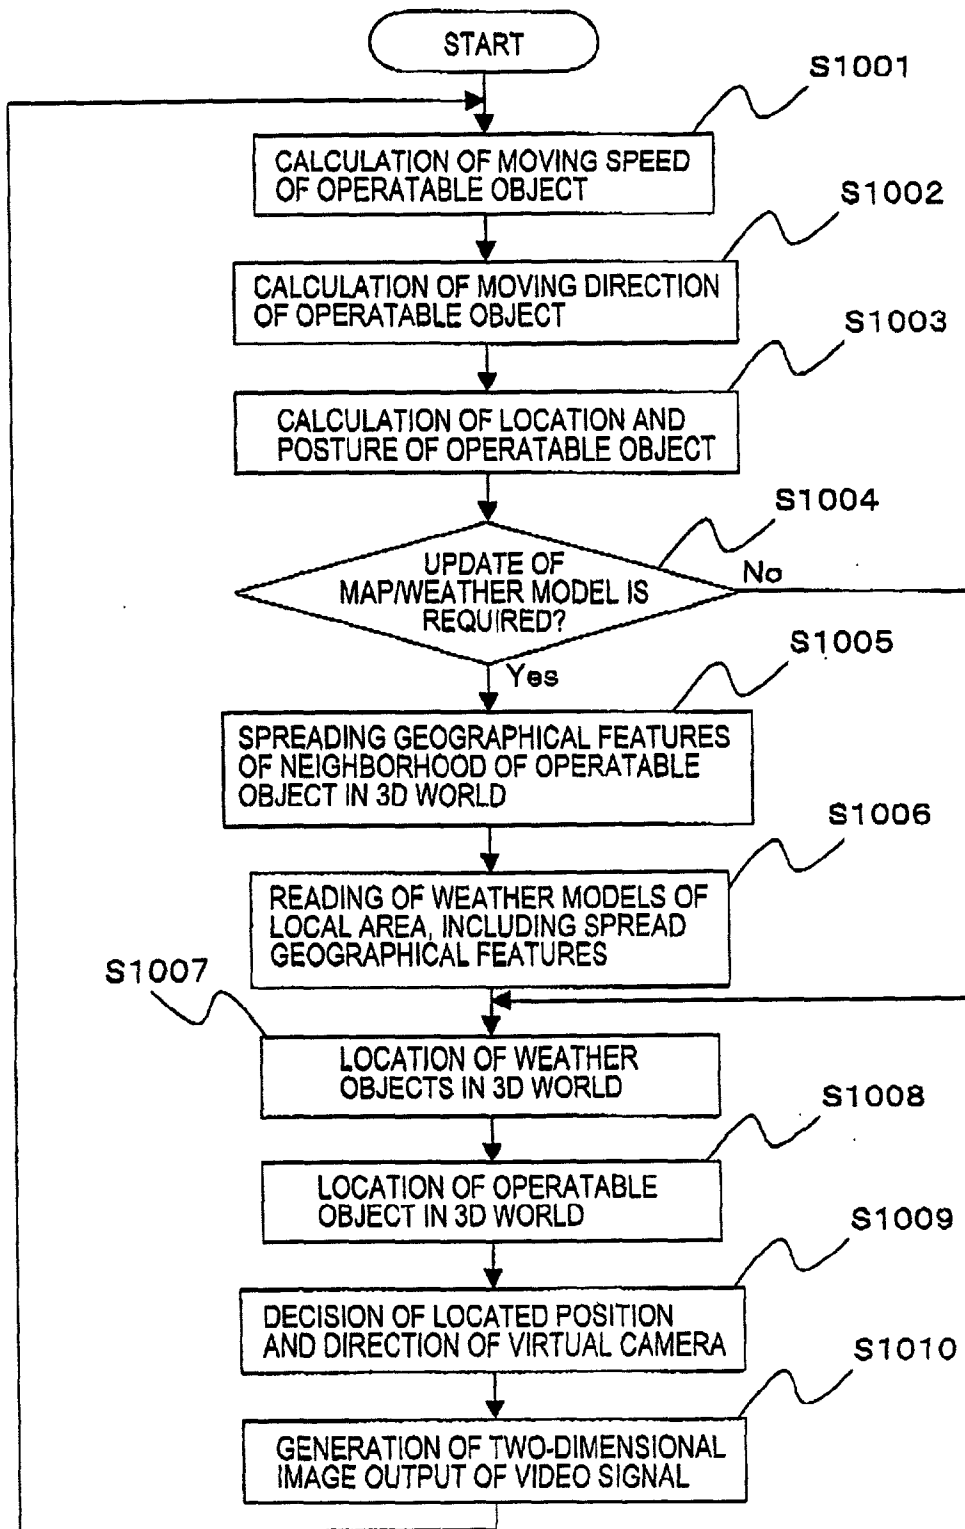 START
S1001
CALCULATION OF MOVING SPEED
OF OPERATABLE OBJECT
S1002
CALCULATION OF MOVING DIRECTION
OF OPERATABLE OBJECT
S1003
CALCULATION OF LOCATION AND
POSTURE OF OPERATABLE OBJECT
S1004
UPDATE OF
MAP/WEATHER MODEL IS
REQUIRED?
No
Yes
S1005
SPREADING GEOGRAPHICAL FEATURES
OF NEIGHBORHOOD OF OPERATABLE
OBJECT IN 3D WORLD
S1006
READING OF WEATHER MODELS OF
LOCAL AREA, INCLUDING SPREAD
GEOGRAPHICAL FEATURES
S1007
LOCATION OF WEATHER
OBJECTS IN 3D WORLD
S1008
LOCATION OF OPERATABLE
OBJECT IN 3D WORLD
S1009
DECISION OF LOCATED POSITION
AND DIRECTION OF VIRTUAL CAMERA
S1010
GENERATION OF TWO-DIMENSIONAL
IMAGE OUTPUT OF VIDEO SIGNAL